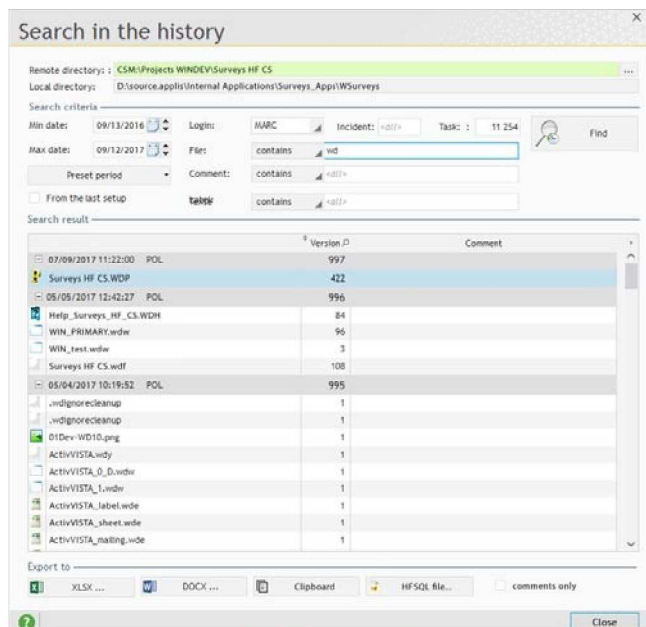 Search in the history
Remote directory: : CSM:\Projects WINDEV\Surveys HF CS ...
Local directory: D:\source.applis\Internal Applications\Surveys_Apps\WSurveys
Search criteria
Min date: 09/13/2016 Login: MARC Incident: <all> Task: : 11 254 Find
Max date: 09/12/2017 File: contains wd
Preset period Comment: contains <all>
From the last setup contains <all>
Search result
Version Comment
07/09/2017 11:22:00 POL 997
Surveys HF CS.WDP 422
05/05/2017 12:42:27 POL 996
Help_Surveys_HF_CS.WDH 84
WIN_PRIMARY.wdw 96
WIN_test.wdw 3
Surveys HF CS.wdf 108
05/04/2017 10:19:52 POL 995
.wdignorecleanup 1
.wdignorecleanup 1
01Dev-WD10.png 1
ActivVISTA.wdy 1
ActivVISTA_0_D.wdw 1
ActivVISTA_1.wdw 1
ActivVISTA_label.wde 1
ActivVISTA_sheet.wde 1
ActivVISTA_mailing.wde 1
Export to
XLSX ... DOCX ... Clipboard HFSQL file... comments only
? Close